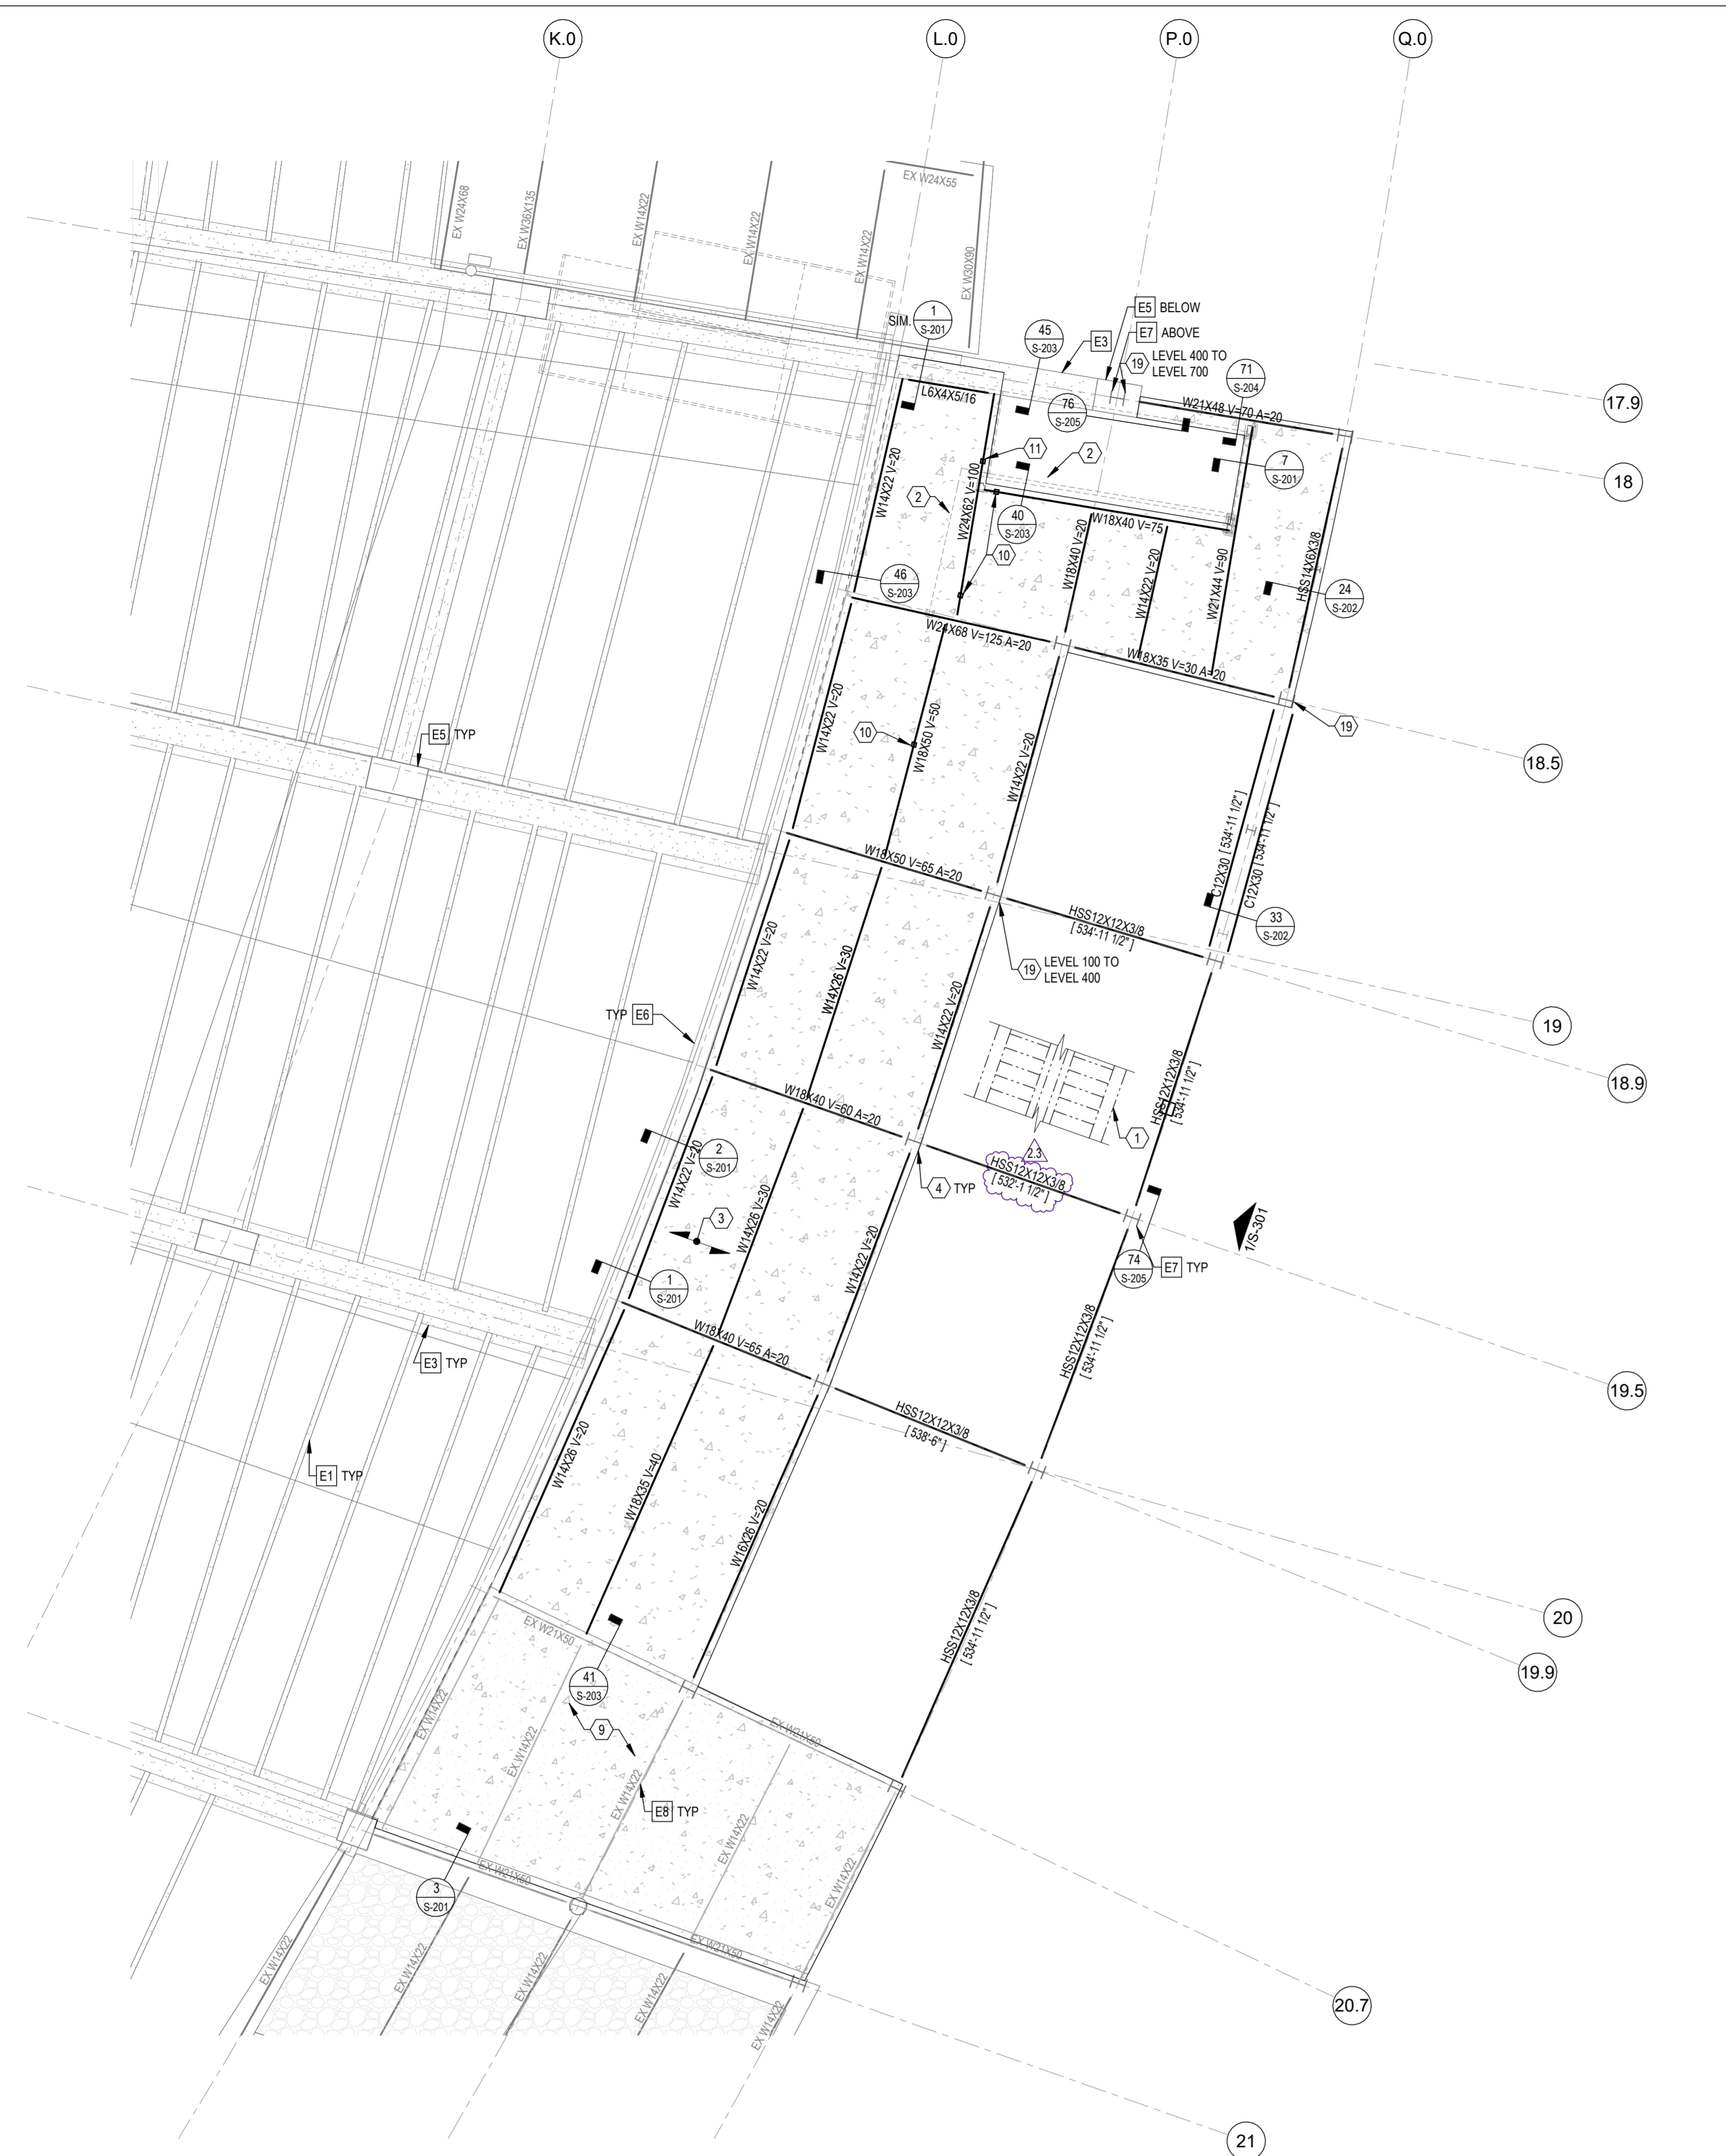 K.0
L.0
P.0
Q.0
EX W24X55
EX W24X68
EX W36X135
EX W14X22
EX W14X22
EX W14X22
EX W30X90
E5 BELOW
E7 ABOVE
19 LEVEL 400 TO
LEVEL 700
SIM.
1
S-201
45
S-203
E3
71
S-204
76
S-205
L6X4X5/16
W21X48 V=70 A=20
17.9
18
7
S-201
11
2
2
W14X22 V=20
W24X62 V=100
40
S-203
10
W18X40 V=75
W18X40 V=20
W14X22 V=20
W21X44 V=90
HSS14X6X3/8
46
S-203
24
S-202
W24X68 V=125 A=20
W18X35 V=30 A=20
19
18.5
E5 TYP
10
W14X22 V=20
W18X50 V=50
W14X22 V=20
C12X30 [ 534'-11 1/2" ]
C12X30 [ 534'-11 1/2" ]
W18X50 V=65 A=20
HSS12X12X3/8
[ 534'-11 1/2" ]
33
S-202
19 LEVEL 100 TO
LEVEL 400
19
18.9
W14X22 V=20
W14X26 V=30
W14X22 V=20
TYP E6
HSS12X12X3/8
[ 534'-11 1/2" ]
1
W18X40 V=60 A=20
2.3
HSS12X12X3/8
[ 532'-1 1/2" ]
2
S-201
4 TYP
3
W14X22 V=20
W14X26 V=30
W14X22 V=20
1/S-301
74
S-205
E7 TYP
1
S-201
19.5
W18X40 V=65 A=20
HSS12X12X3/8
[ 534'-11 1/2" ]
E3 TYP
HSS12X12X3/8
[ 538'-6" ]
E1 TYP
W14X26 V=20
W18X35 V=40
W16X26 V=20
HSS12X12X3/8
[ 534'-11 1/2" ]
20
19.9
EX W21X50
41
S-203
9
EX W21X50
EX W14X22
EX W14X22
EX W14X22
EX W14X22
EX W14X22
E8 TYP
3
S-201
EX W21X50
EX W21X50
EX W14X22
EX W14X22
EX W14X22
EX W14X22
EX W14X22
20.7
21